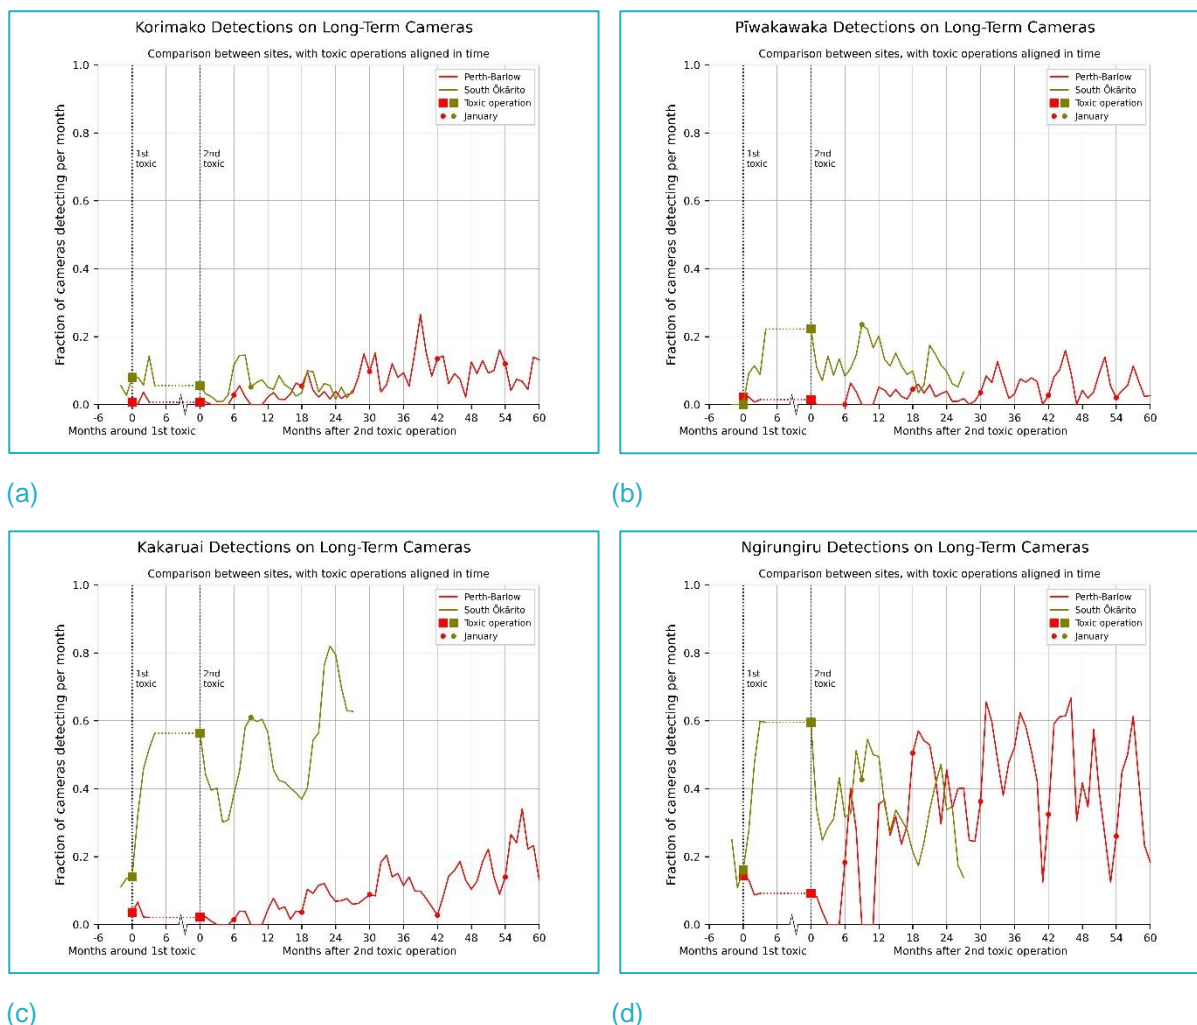 Korimako Detections on Long-Term Cameras
Comparison between sites, with toxic operations aligned in time
Fraction of cameras detecting per month
1.0
0.8
0.6
0.4
0.2
0.0
1st
toxic
2nd
toxic
Perth-Barlow
South Ōkārito
Toxic operation
January
-6 0 6 0 6 12 18 24 30 36 42 48 54 60
Months around 1st toxic
Months after 2nd toxic operation
(a)
Pīwakawaka Detections on Long-Term Cameras
Comparison between sites, with toxic operations aligned in time
Fraction of cameras detecting per month
1.0
0.8
0.6
0.4
0.2
0.0
1st
toxic
2nd
toxic
Perth-Barlow
South Ōkārito
Toxic operation
January
-6 0 6 0 6 12 18 24 30 36 42 48 54 60
Months around 1st toxic
Months after 2nd toxic operation
(b)
Kakaruai Detections on Long-Term Cameras
Comparison between sites, with toxic operations aligned in time
Fraction of cameras detecting per month
1.0
0.8
0.6
0.4
0.2
0.0
1st
toxic
2nd
toxic
Perth-Barlow
South Ōkārito
Toxic operation
January
-6 0 6 0 6 12 18 24 30 36 42 48 54 60
Months around 1st toxic
Months after 2nd toxic operation
(c)
Ngirungiru Detections on Long-Term Cameras
Comparison between sites, with toxic operations aligned in time
Fraction of cameras detecting per month
1.0
0.8
0.6
0.4
0.2
0.0
1st
toxic
2nd
toxic
Perth-Barlow
South Ōkārito
Toxic operation
January
-6 0 6 0 6 12 18 24 30 36 42 48 54 60
Months around 1st toxic
Months after 2nd toxic operation
(d)